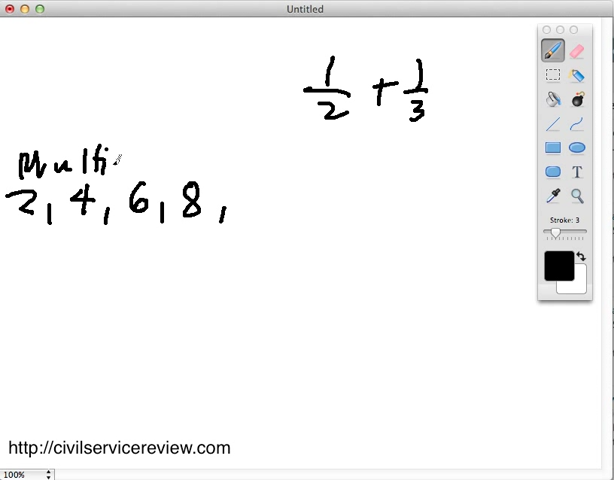 Untitled
1/2 + 1/3
Multi
2, 4, 6, 8,
T
Stroke: 3
http://civilservicereview.com
100%